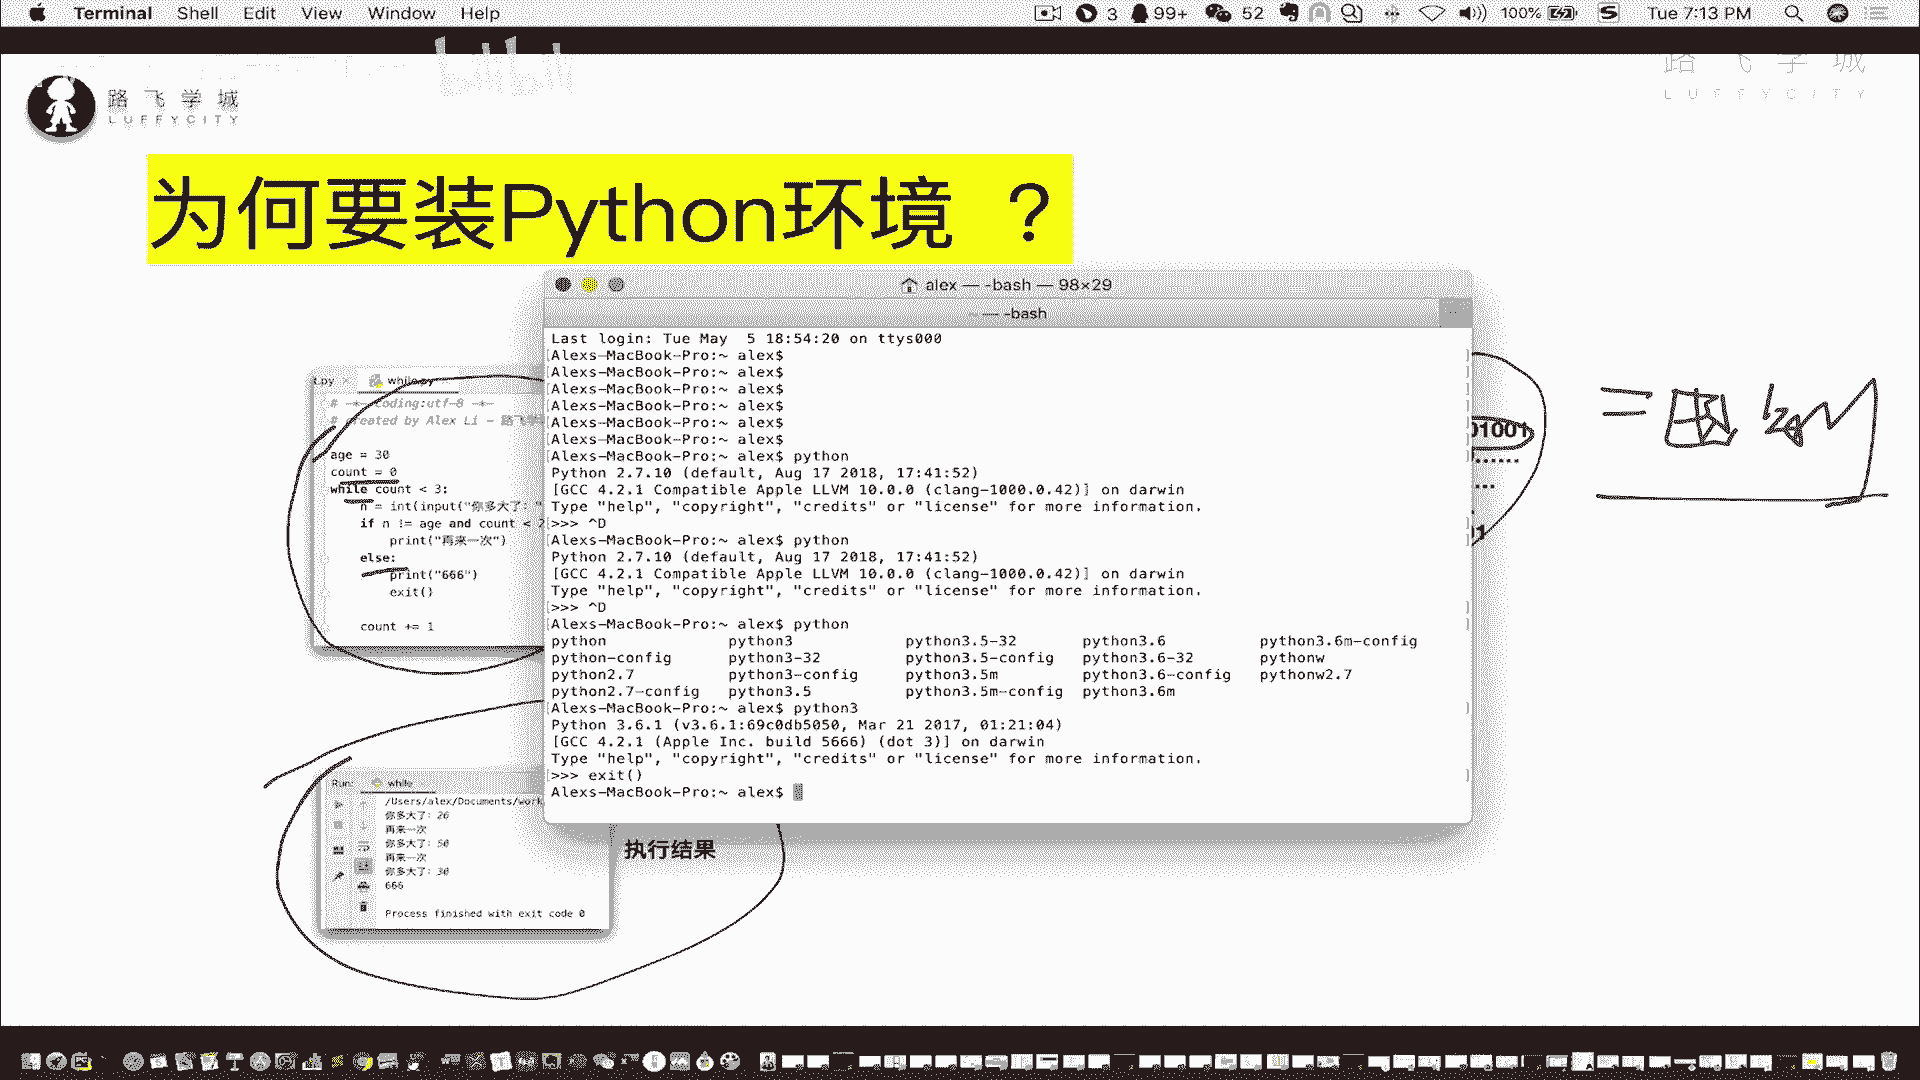 Terminal Shell Edit View Window Help 3 99+ 52 100% Tue 7:13 PM
路飞学城
LUFFYCITY
bilibili
路飞学城
LUFFYCITY
为何要装Python环境 ？
alex — -bash — 98×29
~ — -bash
Last login: Tue May  5 18:54:20 on ttys000
Alexs-MacBook-Pro:~ alex$
Alexs-MacBook-Pro:~ alex$
Alexs-MacBook-Pro:~ alex$
Alexs-MacBook-Pro:~ alex$
Alexs-MacBook-Pro:~ alex$
Alexs-MacBook-Pro:~ alex$
Alexs-MacBook-Pro:~ alex$ python
Python 2.7.10 (default, Aug 17 2018, 17:41:52)
[GCC 4.2.1 Compatible Apple LLVM 10.0.0 (clang-1000.0.42)] on darwin
Type "help", "copyright", "credits" or "license" for more information.
>>> ^D
Alexs-MacBook-Pro:~ alex$ python
Python 2.7.10 (default, Aug 17 2018, 17:41:52)
[GCC 4.2.1 Compatible Apple LLVM 10.0.0 (clang-1000.0.42)] on darwin
Type "help", "copyright", "credits" or "license" for more information.
>>> ^D
Alexs-MacBook-Pro:~ alex$ python
python python3 python3.5-32 python3.6 python3.6m-config
python-config python3-32 python3.5-config python3.6-32 pythonw
python2.7 python3-config python3.5m python3.6-config pythonw2.7
python2.7-config python3.5 python3.5m-config python3.6m
Alexs-MacBook-Pro:~ alex$ python3
Python 3.6.1 (v3.6.1:69c0db5050, Mar 21 2017, 01:21:04)
[GCC 4.2.1 (Apple Inc. build 5666) (dot 3)] on darwin
Type "help", "copyright", "credits" or "license" for more information.
>>> exit()
Alexs-MacBook-Pro:~ alex$
t.py × while.py
# -*- coding:utf-8 -*-
# created by Alex Li - 路飞学
age = 30
count = 0
while count < 3:
n = int(input("你多大了: "
if n != age and count < 2
print("再来一次")
else:
print("666")
exit()
count += 1
01001
Run: while
/Users/alex/Documents/work
你多大了: 26
再来一次
你多大了: 50
再来一次
你多大了: 30
666
Process finished with exit code 0
执行结果